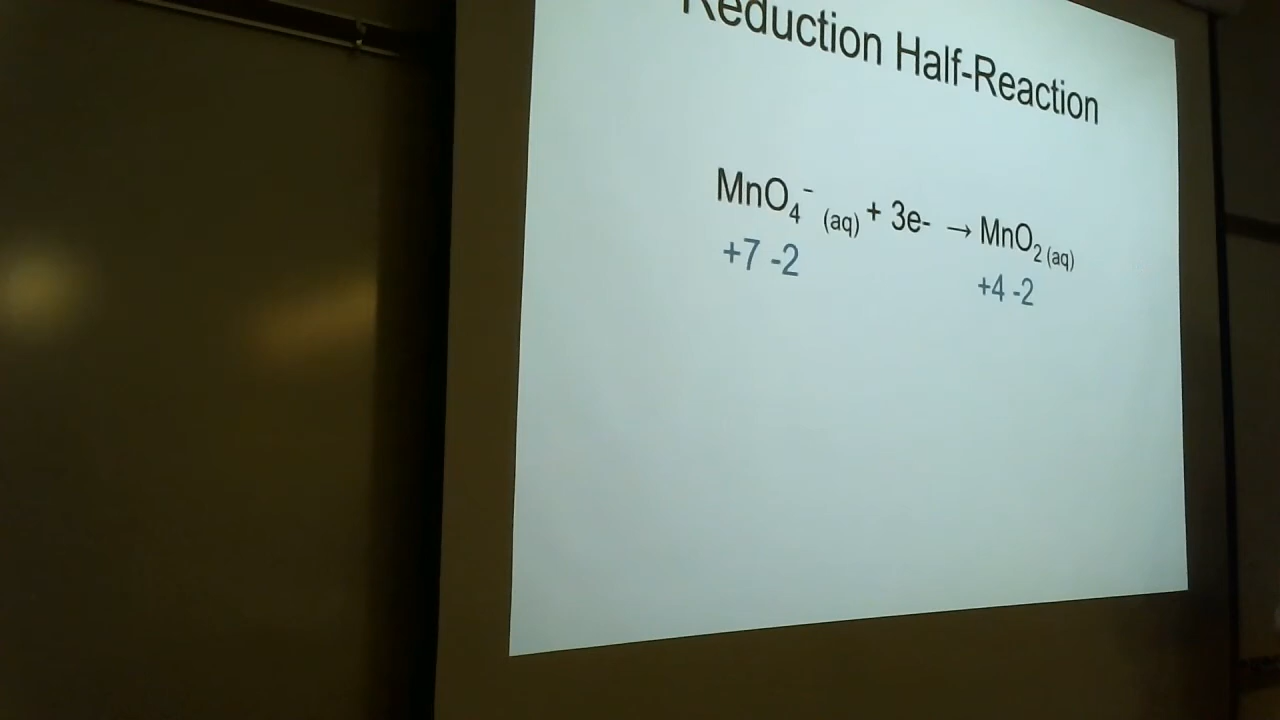 Reduction Half-Reaction
MnO₄⁻ (aq) + 3e- → MnO₂ (aq)
+7 -2 +4 -2